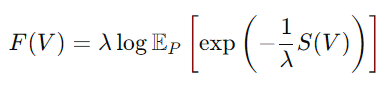 F(V) = λ log 𝔼_P [exp (−1/λ S(V))]